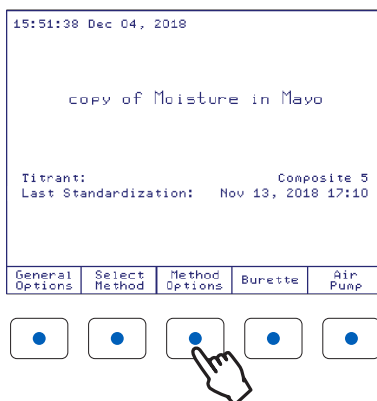 15:51:38 Dec 04, 2018
copy of Moisture in Mayo
Titrant: Composite 5
Last Standardization: Nov 13, 2018 17:10
General Options Select Method Method Options Burette Air Pump